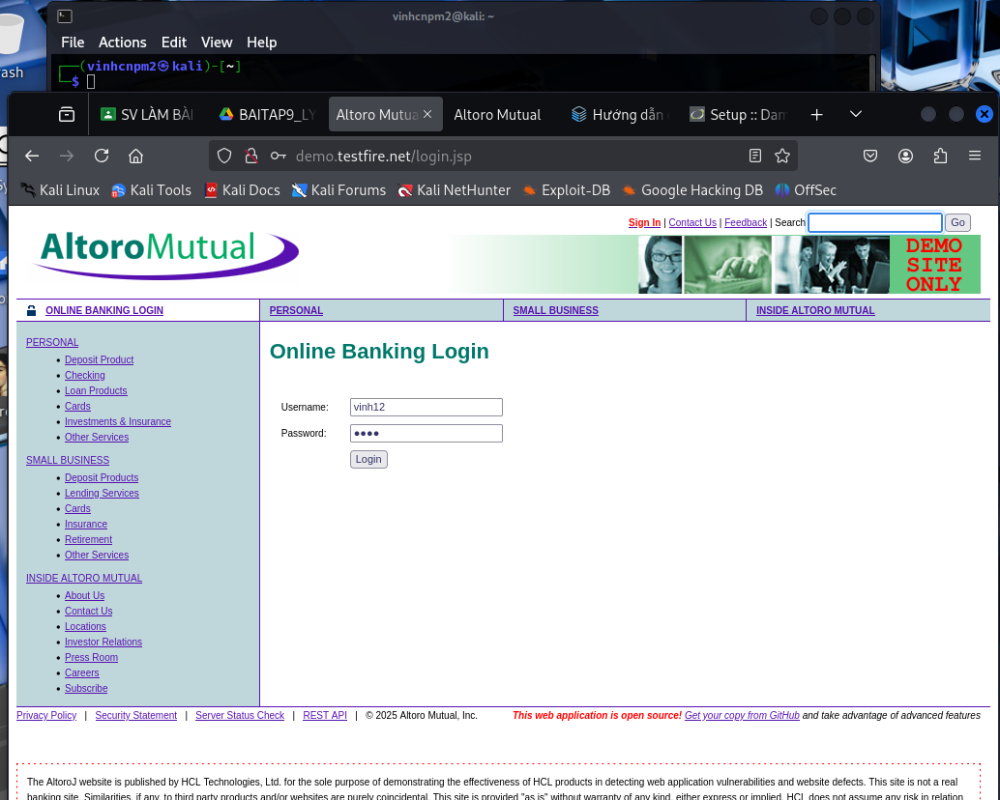 vinhcnpm2@kali: ~
File Actions Edit View Help
ash
(vinhcnpm2㉿kali)-[~]
$
SV LÀM BÀI
BAITAP9_LY
Altoro Mutua
Altoro Mutual
Hướng dẫn
Setup :: Dam
demo.testfire.net/login.jsp
Kali Linux Kali Tools Kali Docs Kali Forums Kali NetHunter Exploit-DB Google Hacking DB OffSec
Sign In | Contact Us | Feedback | Search Go
AltoroMutual
DEMO
SITE
ONLY
ONLINE BANKING LOGIN PERSONAL SMALL BUSINESS INSIDE ALTORO MUTUAL
PERSONAL
Deposit Product
Checking
Loan Products
Cards
Investments & Insurance
Other Services
SMALL BUSINESS
Deposit Products
Lending Services
Cards
Insurance
Retirement
Other Services
INSIDE ALTORO MUTUAL
About Us
Contact Us
Locations
Investor Relations
Press Room
Careers
Subscribe
Online Banking Login
Username: vinh12
Password: ●●●●
Login
Privacy Policy | Security Statement | Server Status Check | REST API | © 2025 Altoro Mutual, Inc.
This web application is open source! Get your copy from GitHub and take advantage of advanced features
The AltoroJ website is published by HCL Technologies, Ltd. for the sole purpose of demonstrating the effectiveness of HCL products in detecting web application vulnerabilities and website defects. This site is not a real
banking site. Similarities, if any, to third party products and/or websites are purely coincidental. This site is provided "as is" without warranty of any kind, either express or implied. HCL does not assume any risk in relation